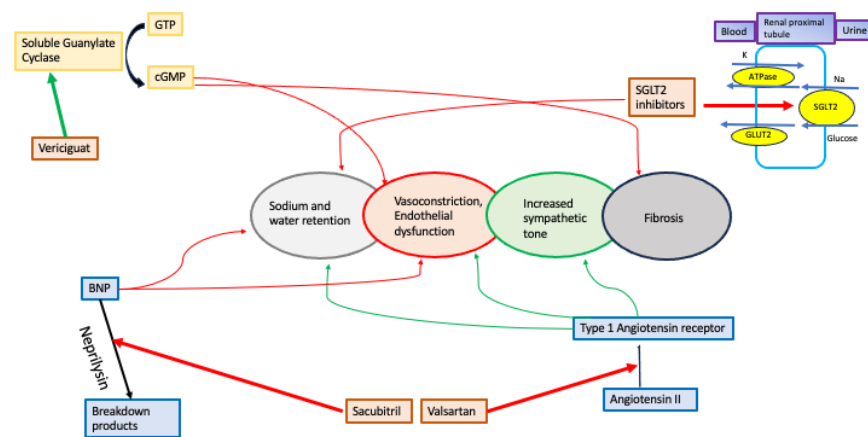 GTP
Soluble Guanylate
Cyclase
cGMP
Vericiguat
SGLT2
inhibitors
Blood
Renal proximal
tubule
Urine
K
ATPase
Na
SGLT2
GLUT2
Glucose
Sodium and
water retention
Vasoconstriction,
Endothelial
dysfunction
Increased
sympathetic
tone
Fibrosis
BNP
Neprilysin
Breakdown
products
Sacubitril
Valsartan
Type 1 Angiotensin receptor
Angiotensin II